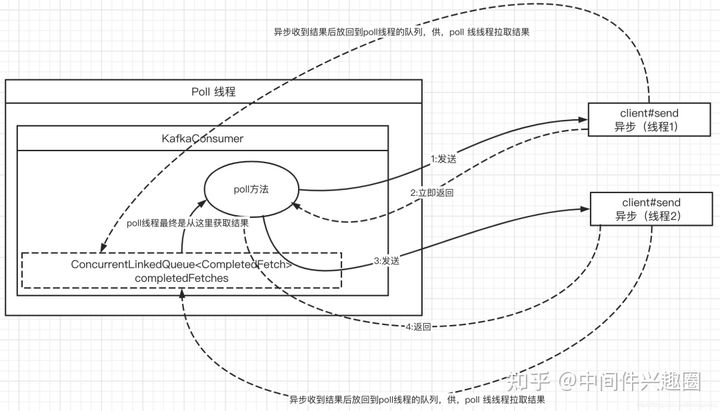 异步收到结果后放回到poll线程的队列，供，poll 线线程拉取结果
Poll 线程
KafkaConsumer
poll方法
client#send
异步（线程1）
1:发送
2:立即返回
client#send
异步（线程2）
poll线程最终是从这里获取结果
3:发送
ConcurrentLinkedQueue<CompletedFetch>
completedFetches
4:返回
异步收到结果后放回到poll线程的队列，供，poll 线线程拉取结果
知乎 @中间件兴趣圈